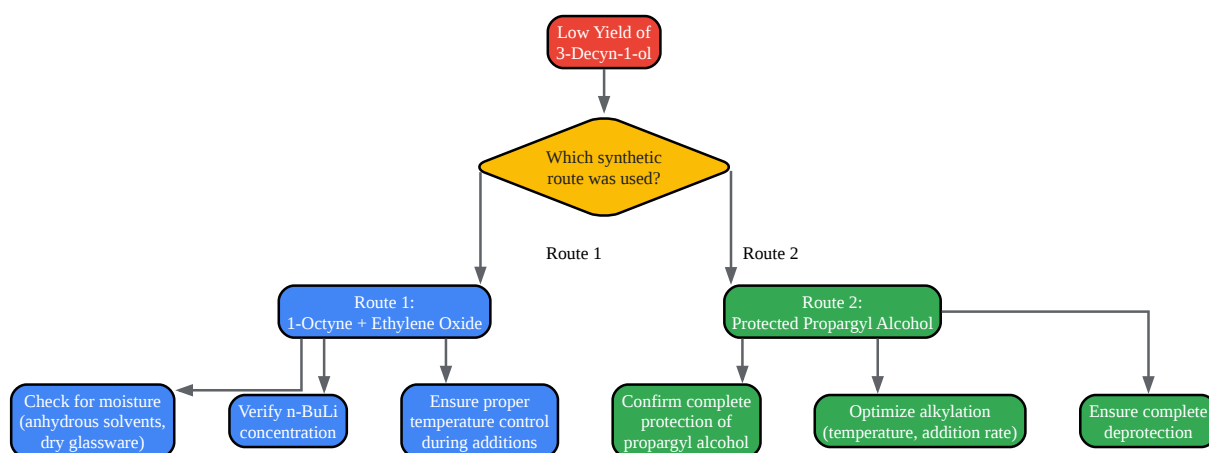 Low Yield of
3-Decyn-1-ol
Which synthetic
route was used?
Route 1
Route 2
Route 1:
1-Octyne + Ethylene Oxide
Route 2:
Protected Propargyl Alcohol
Check for moisture
(anhydrous solvents,
dry glassware)
Verify n-BuLi
concentration
Ensure proper
temperature control
during additions
Confirm complete
protection of
propargyl alcohol
Optimize alkylation
(temperature, addition rate)
Ensure complete
deprotection